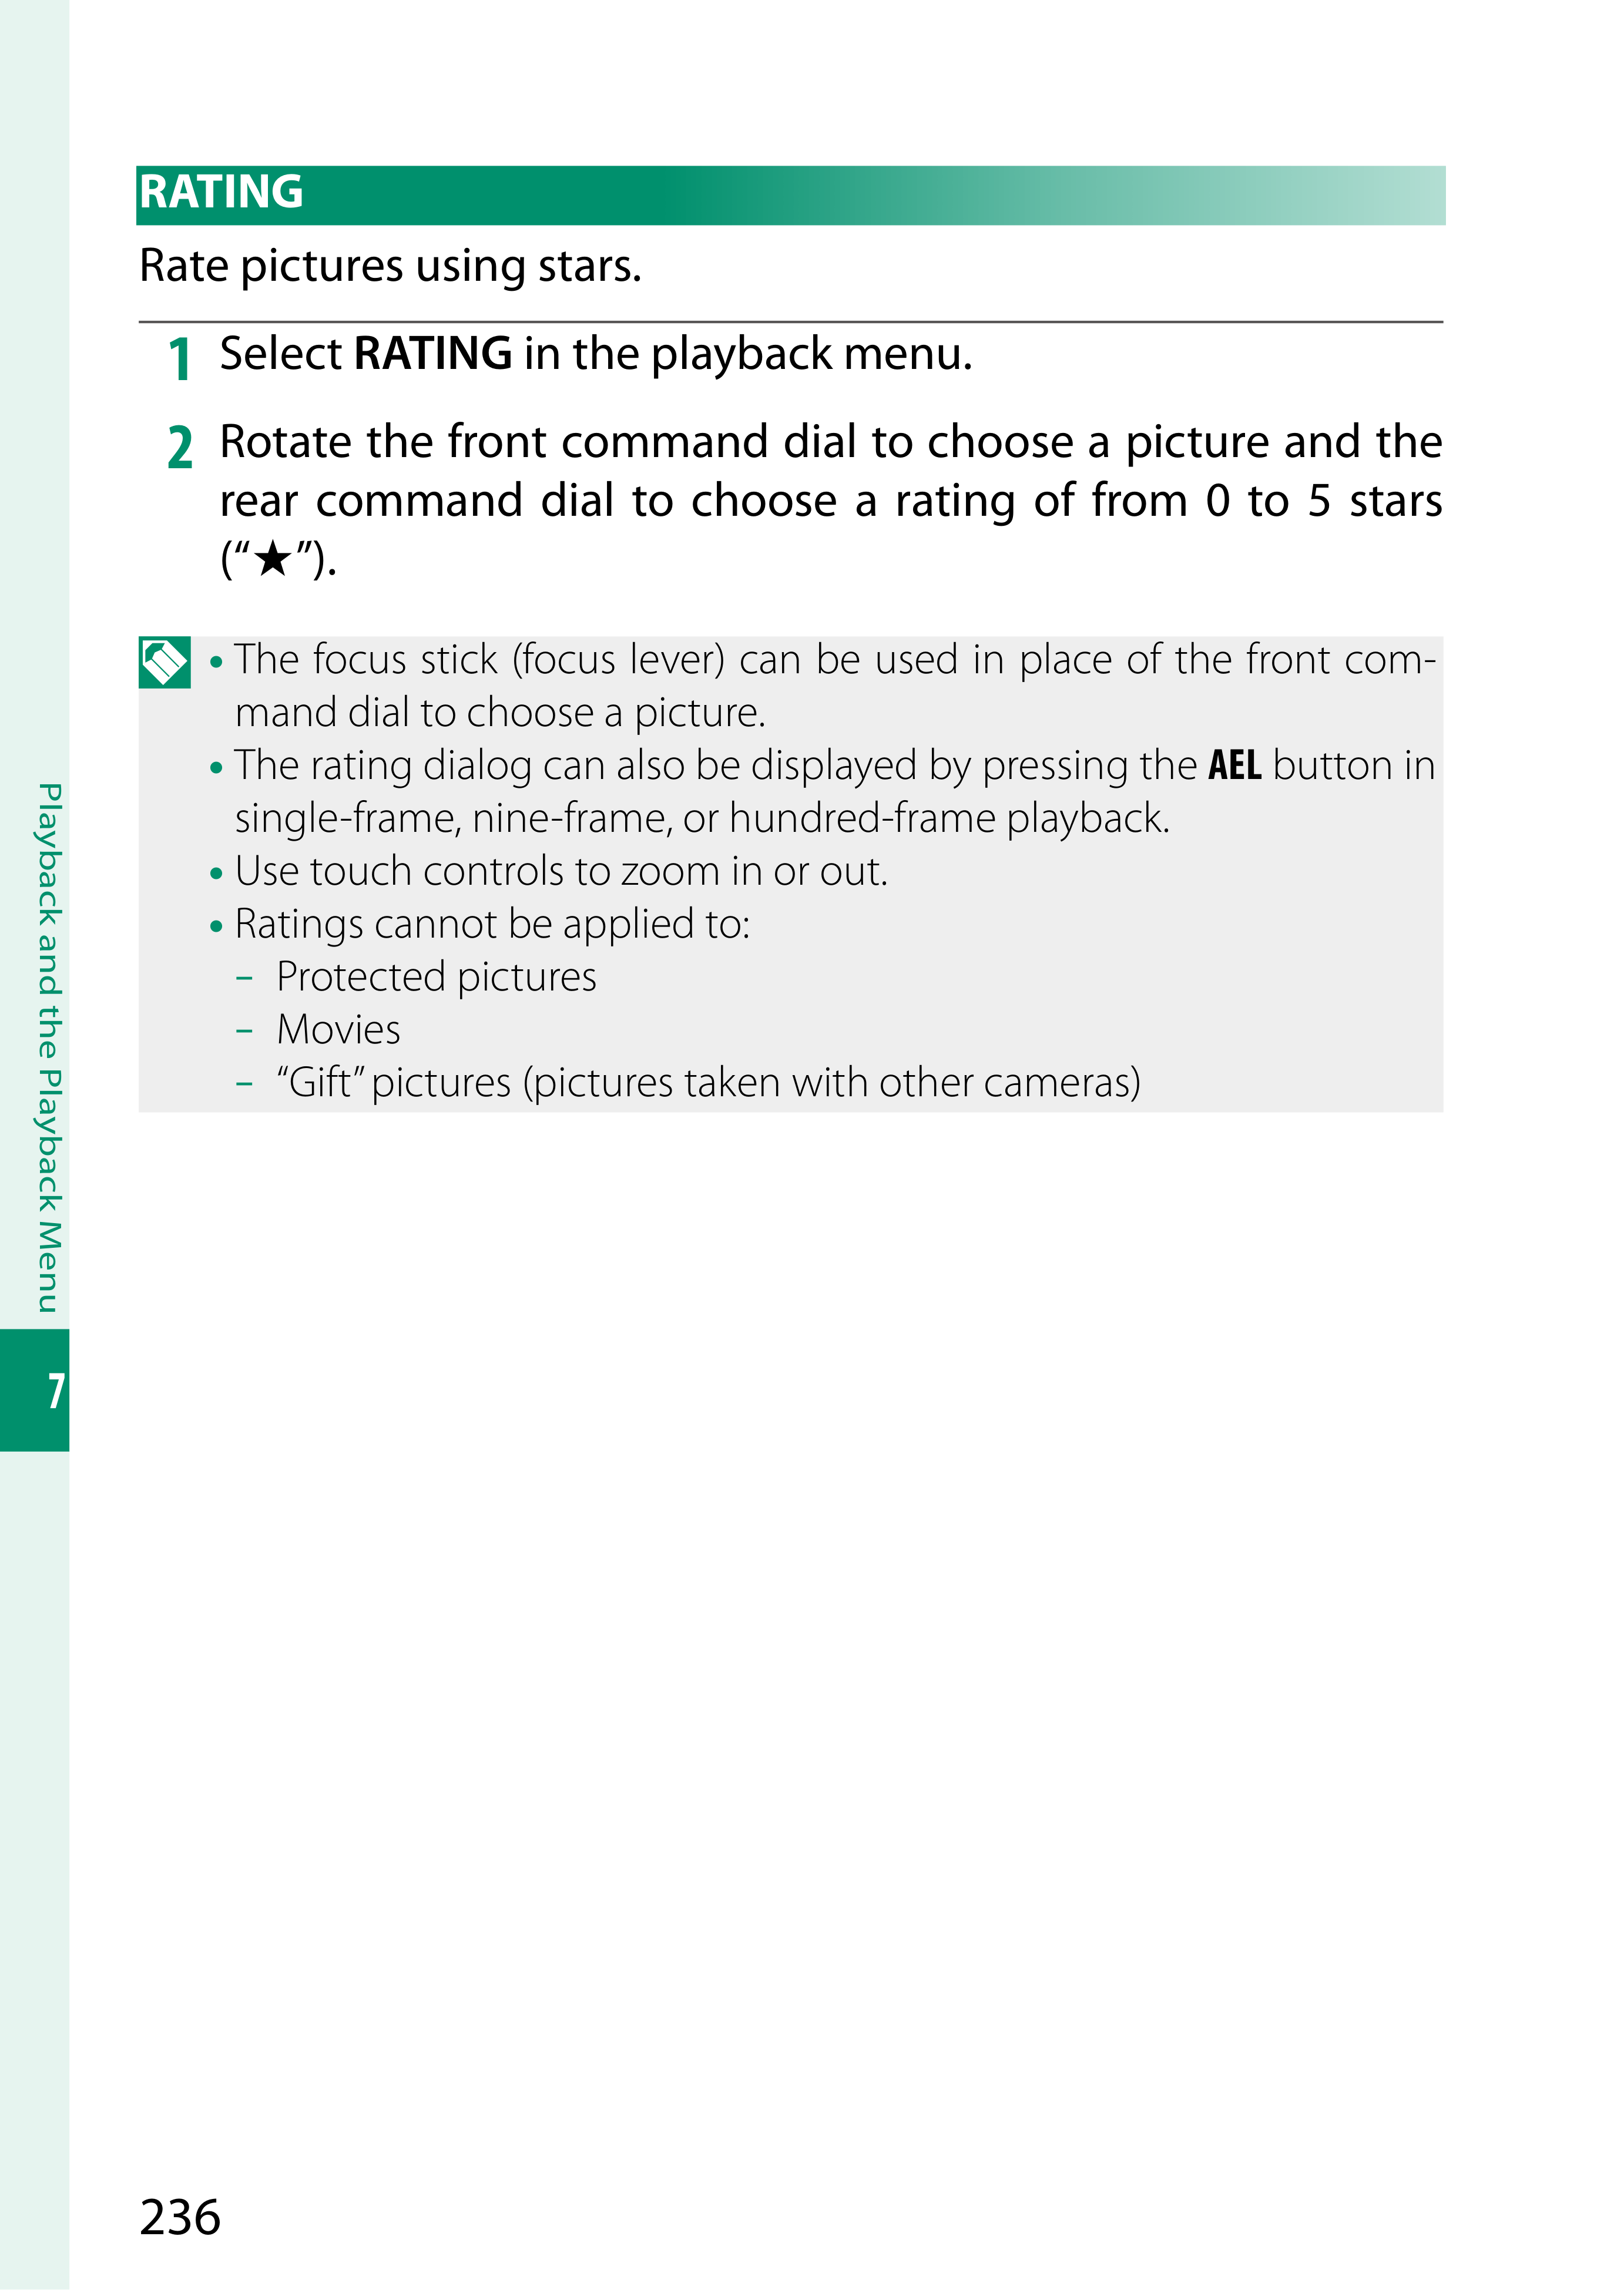 RATING
Rate pictures using stars.
1 Select RATING in the playback menu.
2 Rotate the front command dial to choose a picture and the
rear command dial to choose a rating of from 0 to 5 stars
(“★”).
• The focus stick (focus lever) can be used in place of the front com-
mand dial to choose a picture.
• The rating dialog can also be displayed by pressing the AEL button in
single-frame, nine-frame, or hundred-frame playback.
• Use touch controls to zoom in or out.
• Ratings cannot be applied to:
– Protected pictures
– Movies
– “Gift” pictures (pictures taken with other cameras)
Playback and the Playback Menu
7
236